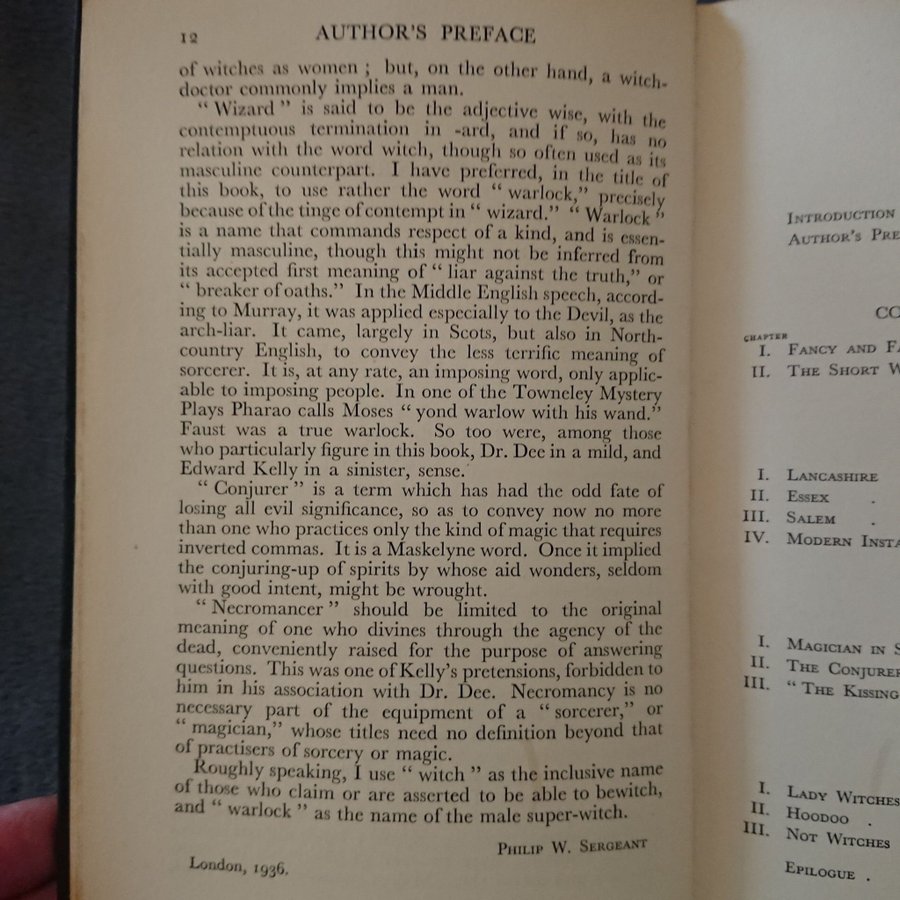 12 AUTHOR'S PREFACE
of witches as women ; but, on the other hand, a witch-
doctor commonly implies a man.
“ Wizard ” is said to be the adjective wise, with the
contemptuous termination in -ard, and if so, has no
relation with the word witch, though so often used as its
masculine counterpart. I have preferred, in the title of
this book, to use rather the word “ warlock,” precisely
because of the tinge of contempt in “ wizard.” “ Warlock ”
is a name that commands respect of a kind, and is essen-
tially masculine, though this might not be inferred from
its accepted first meaning of “ liar against the truth,” or
“ breaker of oaths.” In the Middle English speech, accord-
ing to Murray, it was applied especially to the Devil, as the
arch-liar. It came, largely in Scots, but also in North-
country English, to convey the less terrific meaning of
sorcerer. It is, at any rate, an imposing word, only applic-
able to imposing people. In one of the Towneley Mystery
Plays Pharao calls Moses “ yond warlow with his wand.”
Faust was a true warlock. So too were, among those
who particularly figure in this book, Dr. Dee in a mild, and
Edward Kelly in a sinister, sense.
“ Conjurer ” is a term which has had the odd fate of
losing all evil significance, so as to convey now no more
than one who practices only the kind of magic that requires
inverted commas. It is a Maskelyne word. Once it implied
the conjuring-up of spirits by whose aid wonders, seldom
with good intent, might be wrought.
“ Necromancer ” should be limited to the original
meaning of one who divines through the agency of the
dead, conveniently raised for the purpose of answering
questions. This was one of Kelly's pretensions, forbidden to
him in his association with Dr. Dee. Necromancy is no
necessary part of the equipment of a “ sorcerer,” or
“ magician,” whose titles need no definition beyond that
of practisers of sorcery or magic.
Roughly speaking, I use “ witch ” as the inclusive name
of those who claim or are asserted to be able to bewitch,
and “ warlock ” as the name of the male super-witch.
PHILIP W. SERGEANT
London, 1936.
INTRODUCTION
AUTHOR'S
CHAPTER
I. FANCY AND
II. THE SHORT
I. LANCASHIRE
II. ESSEX .
III. SALEM .
IV. MODERN
I. MAGICIAN IN
II. THE
III. “ THE KISSING
I. LADY WITCHES
II. HOODOO .
III. NOT WITCHES
EPILOGUE .